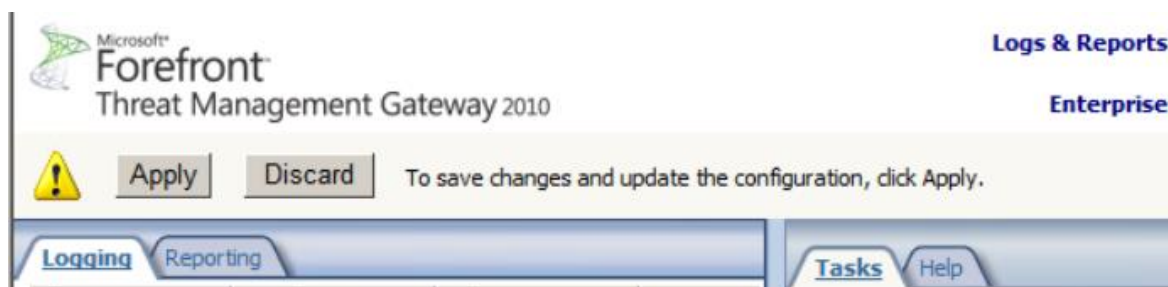 Microsoft®
Forefront™
Threat Management Gateway 2010
Logs & Reports
Enterprise
Apply Discard To save changes and update the configuration, click Apply.
Logging Reporting
Tasks Help